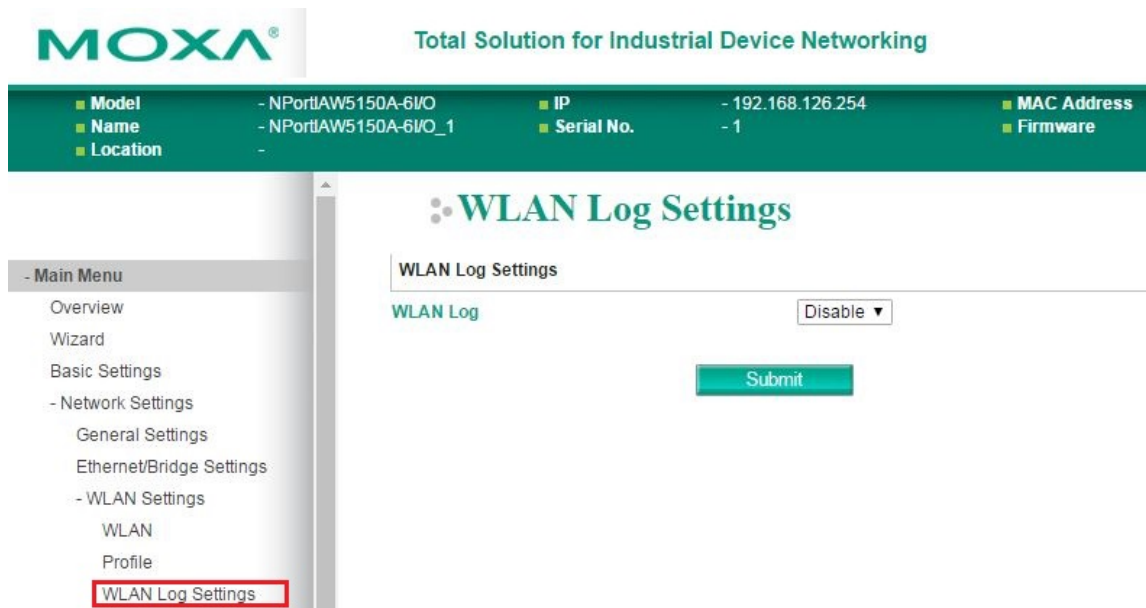 MOXA®
Total Solution for Industrial Device Networking
Model - NPortIAW5150A-6I/O IP - 192.168.126.254 MAC Address
Name - NPortIAW5150A-6I/O_1 Serial No. - 1 Firmware
Location -
WLAN Log Settings
- Main Menu
Overview
Wizard
Basic Settings
- Network Settings
General Settings
Ethernet/Bridge Settings
- WLAN Settings
WLAN
Profile
WLAN Log Settings
WLAN Log Settings
WLAN Log Disable ▼
Submit